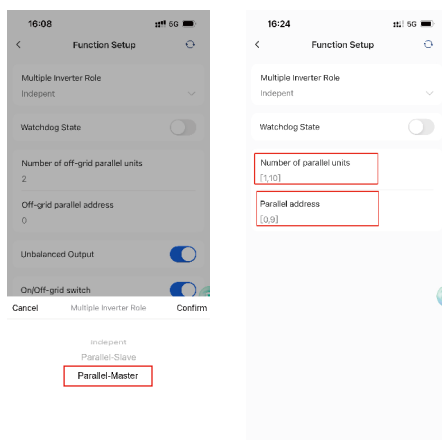 16:08
5G
Function Setup
Multiple Inverter Role
Indepent
Watchdog State
Number of off-grid parallel units
2
Off-grid parallel address
0
Unbalanced Output
On/Off-grid switch
Cancel
Multiple Inverter Role
Confirm
Indepent
Parallel-Slave
Parallel-Master
16:24
5G
Function Setup
Multiple Inverter Role
Indepent
Watchdog State
Number of parallel units
[1,10]
Parallel address
[0,9]